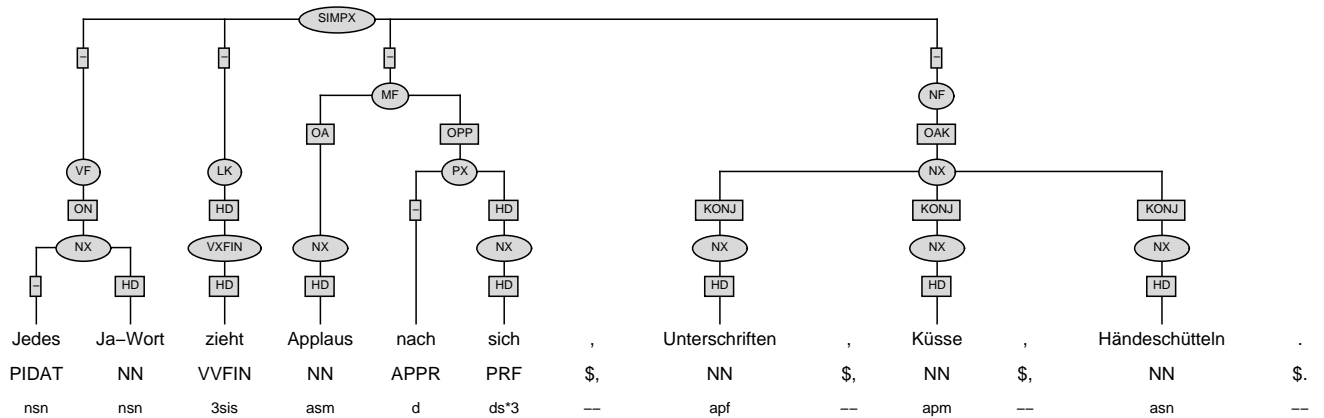 SIMPX
– – – –
MF NF
OA OPP OAK
VF LK PX NX
ON HD – HD KONJ KONJ KONJ
NX VXFIN NX NX NX NX NX
– HD HD HD HD HD HD HD
Jedes Ja–Wort zieht Applaus nach sich , Unterschriften , Küsse , Händeschütteln .
PIDAT NN VVFIN NN APPR PRF $, NN $, NN $, NN $.
nsn nsn 3sis asm d ds*3 –– apf –– apm –– asn ––